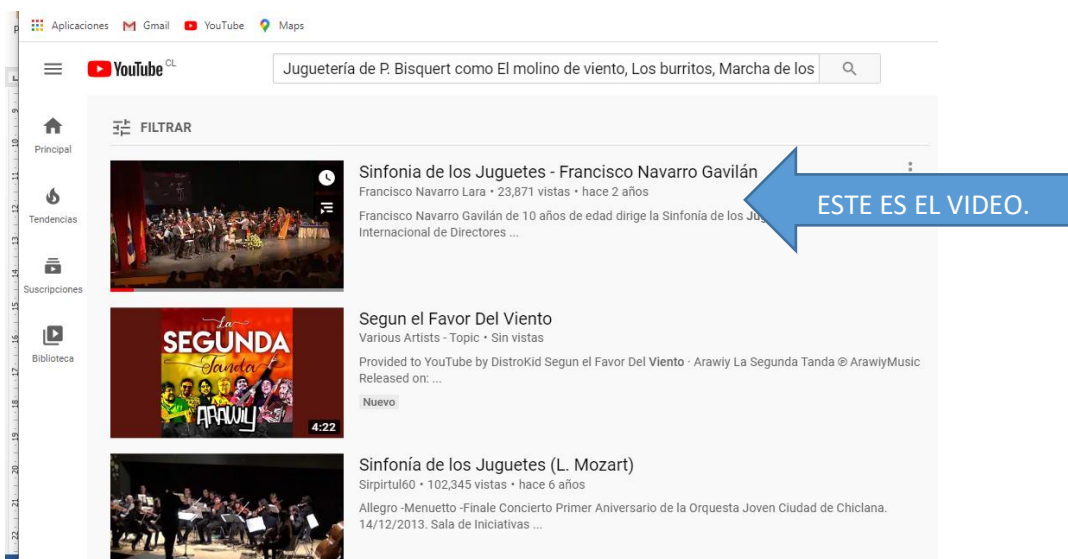 Aplicaciones Gmail YouTube Maps
YouTube CL
Juguetería de P. Bisquert como El molino de viento, Los burritos, Marcha de los
Principal
Tendencias
Suscripciones
Biblioteca
FILTRAR
Sinfonia de los Juguetes - Francisco Navarro Gavilán
Francisco Navarro Lara • 23,871 vistas • hace 2 años
Francisco Navarro Gavilán de 10 años de edad dirige la Sinfonía de los
Internacional de Directores ...
ESTE ES EL VIDEO.
La
SEGUNDA
Tanda
ARAWIY
4:22
Segun el Favor Del Viento
Various Artists - Topic • Sin vistas
Provided to YouTube by DistroKid Segun el Favor Del Viento · Arawiy La Segunda Tanda ℗ ArawiyMusic
Released on: ...
Nuevo
Sinfonía de los Juguetes (L. Mozart)
Sirpirtul60 • 102,345 vistas • hace 6 años
Allegro -Menuetto -Finale Concierto Primer Aniversario de la Orquesta Joven Ciudad de Chiclana.
14/12/2013. Sala de Iniciativas ...